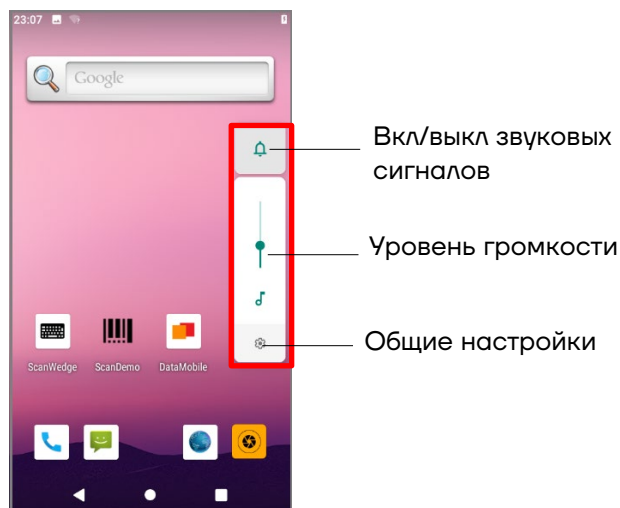 23:07
Google
Вкл/выкл звуковых
сигналов
Уровень громкости
Общие настройки
ScanWedge ScanDemo DataMobile